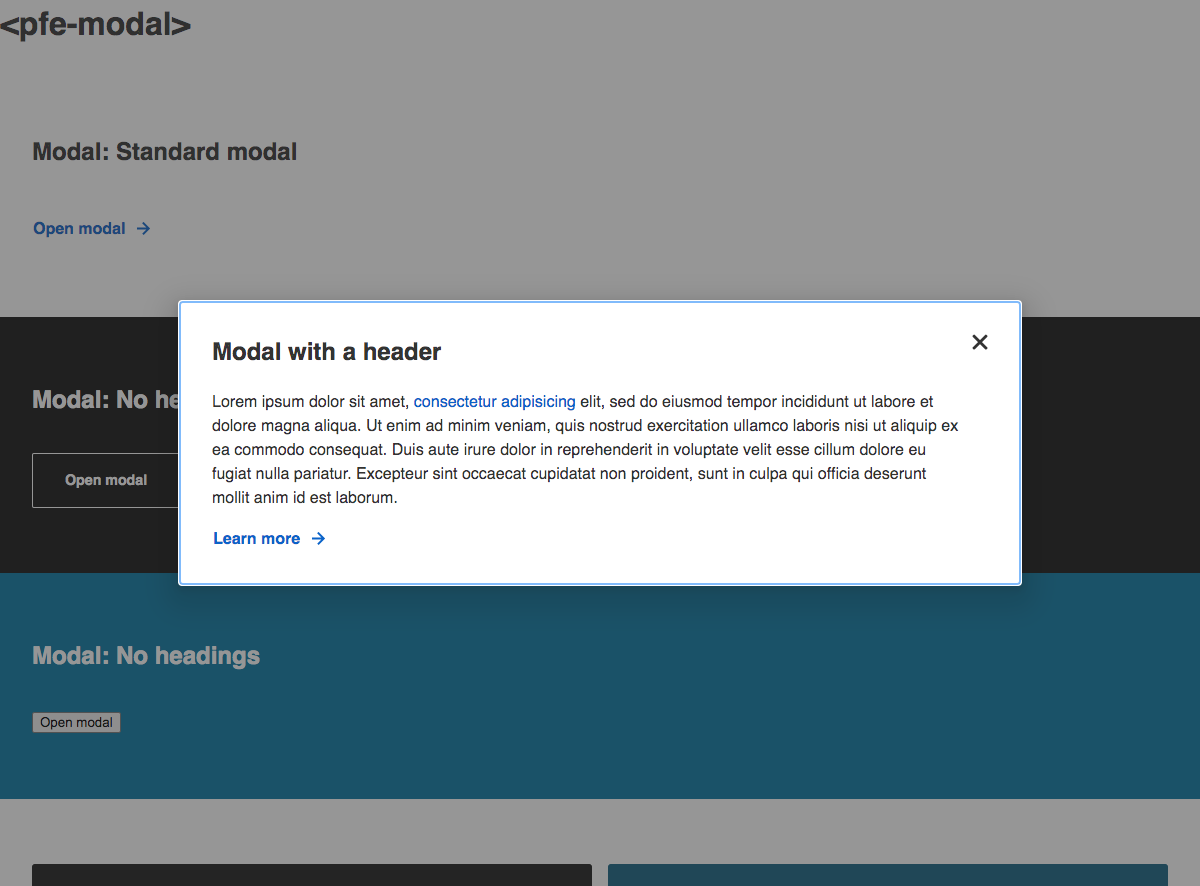 <pfe-modal>
Modal: Standard modal
Open modal
Modal: No he
Open modal
Modal with a header
Lorem ipsum dolor sit amet, consectetur adipisicing elit, sed do eiusmod tempor incididunt ut labore et
dolore magna aliqua. Ut enim ad minim veniam, quis nostrud exercitation ullamco laboris nisi ut aliquip ex
ea commodo consequat. Duis aute irure dolor in reprehenderit in voluptate velit esse cillum dolore eu
fugiat nulla pariatur. Excepteur sint occaecat cupidatat non proident, sunt in culpa qui officia deserunt
mollit anim id est laborum.
Learn more
Modal: No headings
Open modal